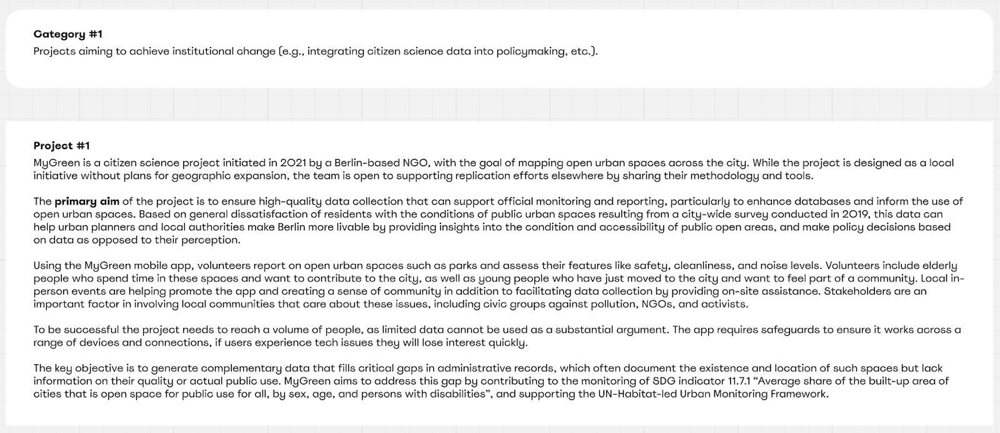 Category #1
Projects aiming to achieve institutional change (e.g., integrating citizen science data into policymaking, etc.).
Project #1
MyGreen is a citizen science project initiated in 2021 by a Berlin-based NGO, with the goal of mapping open urban spaces across the city. While the project is designed as a local
initiative without plans for geographic expansion, the team is open to supporting replication efforts elsewhere by sharing their methodology and tools.
The primary aim of the project is to ensure high-quality data collection that can support official monitoring and reporting, particularly to enhance databases and inform the use of
open urban spaces. Based on general dissatisfaction of residents with the conditions of public urban spaces resulting from a city-wide survey conducted in 2019, this data can
help urban planners and local authorities make Berlin more livable by providing insights into the condition and accessibility of public open areas, and make policy decisions based
on data as opposed to their perception.
Using the MyGreen mobile app, volunteers report on open urban spaces such as parks and assess their features like safety, cleanliness, and noise levels. Volunteers include elderly
people who spend time in these spaces and want to contribute to the city, as well as young people who have just moved to the city and want to feel part of a community. Local in-
person events are helping promote the app and creating a sense of community in addition to facilitating data collection by providing on-site assistance. Stakeholders are an
important factor in involving local communities that care about these issues, including civic groups against pollution, NGOs, and activists.
To be successful the project needs to reach a volume of people, as limited data cannot be used as a substantial argument. The app requires safeguards to ensure it works across a
range of devices and connections, if users experience tech issues they will lose interest quickly.
The key objective is to generate complementary data that fills critical gaps in administrative records, which often document the existence and location of such spaces but lack
information on their quality or actual public use. MyGreen aims to address this gap by contributing to the monitoring of SDG indicator 11.7.1 “Average share of the built-up area of
cities that is open space for public use for all, by sex, age, and persons with disabilities”, and supporting the UN-Habitat-led Urban Monitoring Framework.